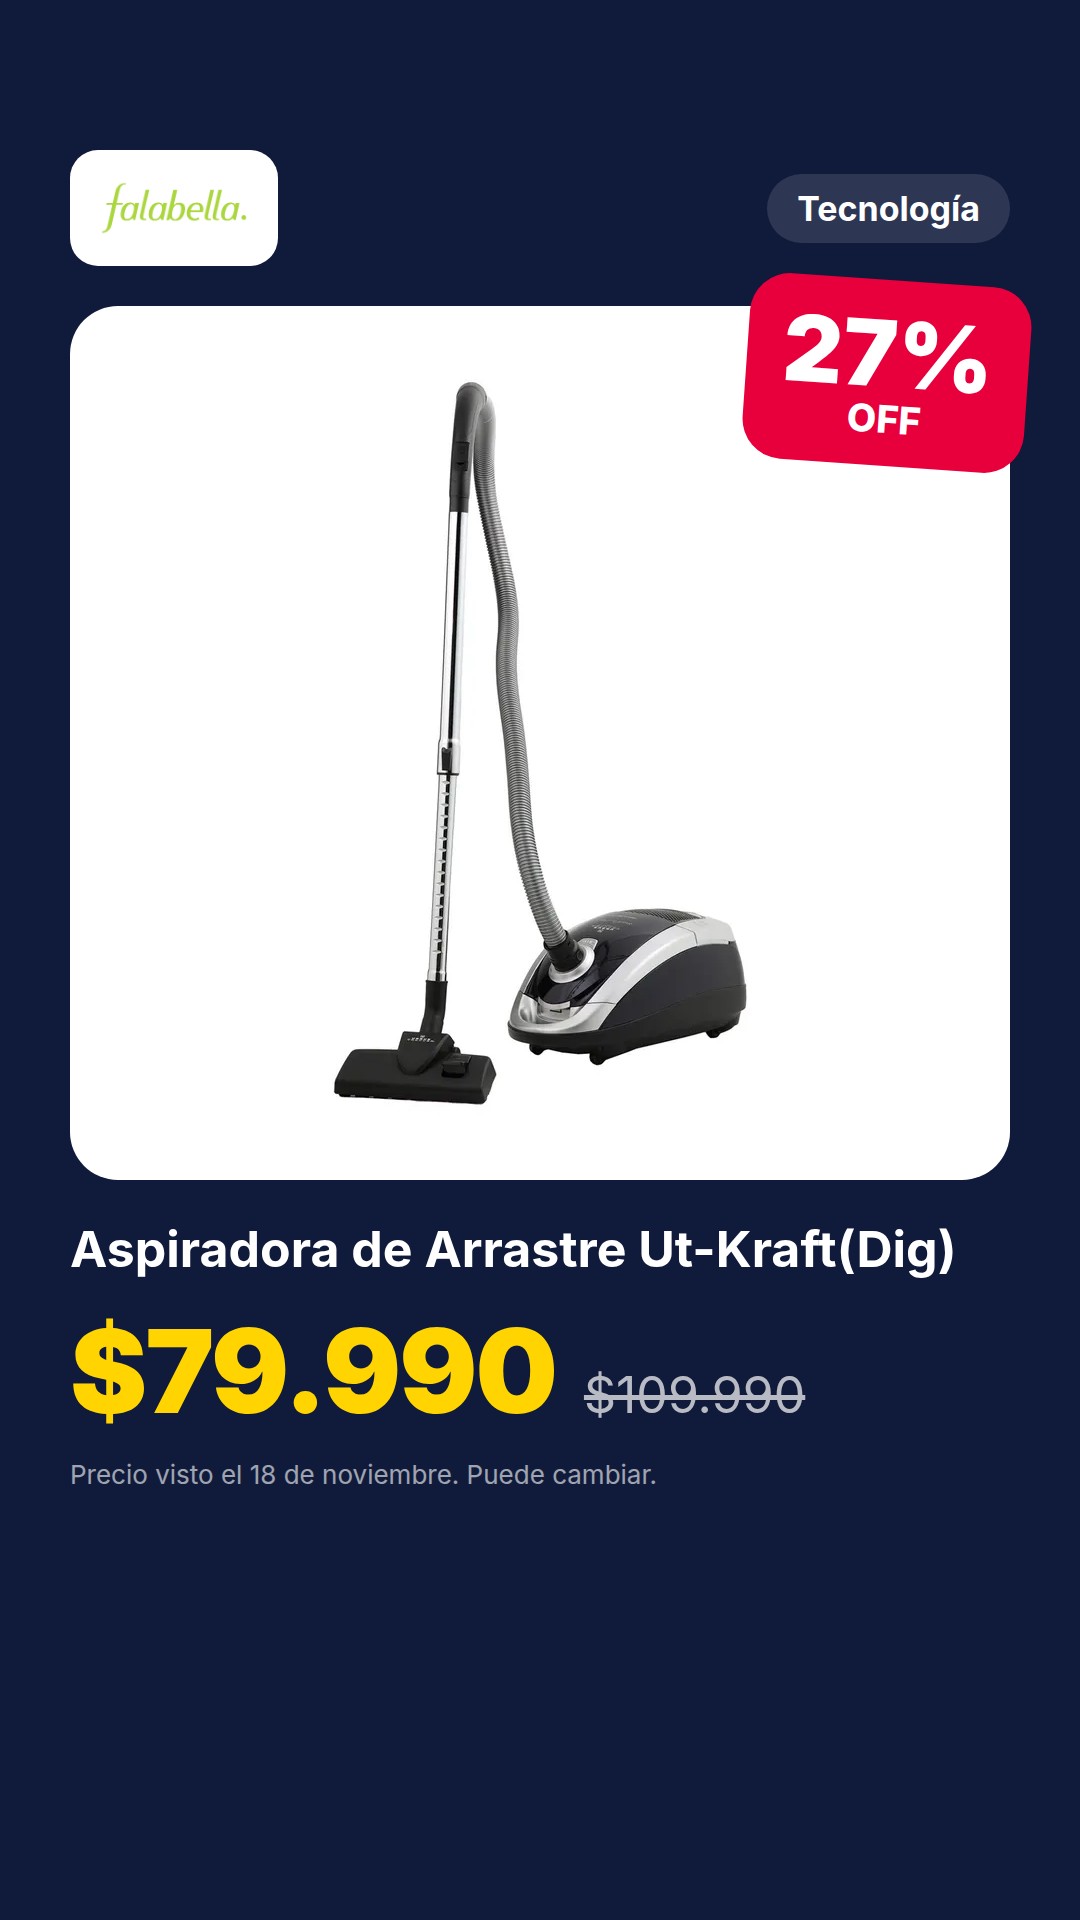 falabella.
Tecnología
27%
OFF
Aspiradora de Arrastre Ut-Kraft(Dig)
$79.990 $109.990
Precio visto el 18 de noviembre. Puede cambiar.